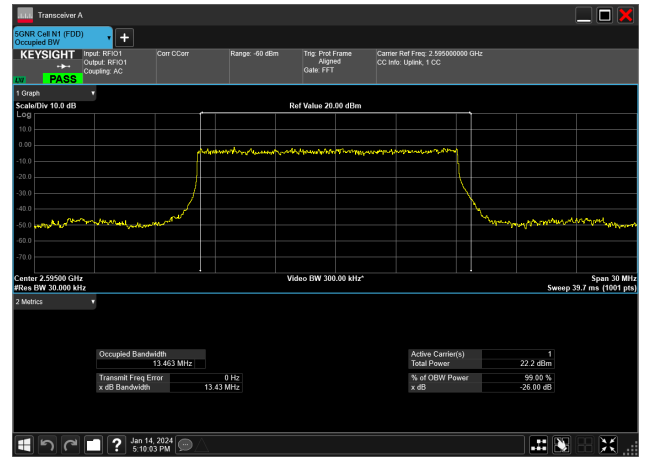 Transceiver A
5GNR Cell N1 (FDD)
Occupied BW
KEYSIGHT Input: RFIO1 Corr CCorr Range: -60 dBm Trig: Prot Frame Carrier Ref Freq: 2.595000000 GHz
Output: RFIO1 Aligned CC Info: Uplink, 1 CC
Coupling: AC Gate: FFT
LXI PASS
1 Graph
Scale/Div 10.0 dB Ref Value 20.00 dBm
Log
10.0
0.00
-10.0
-20.0
-30.0
-40.0
-50.0
-60.0
-70.0
Center 2.59500 GHz Video BW 300.00 kHz* Span 30 MHz
#Res BW 30.000 kHz Sweep 39.7 ms (1001 pts)
2 Metrics
Occupied Bandwidth Active Carrier(s) 1
13.463 MHz Total Power 22.2 dBm
Transmit Freq Error 0 Hz % of OBW Power 99.00 %
x dB Bandwidth 13.43 MHz x dB -26.00 dB
Jan 14, 2024
5:10:03 PM